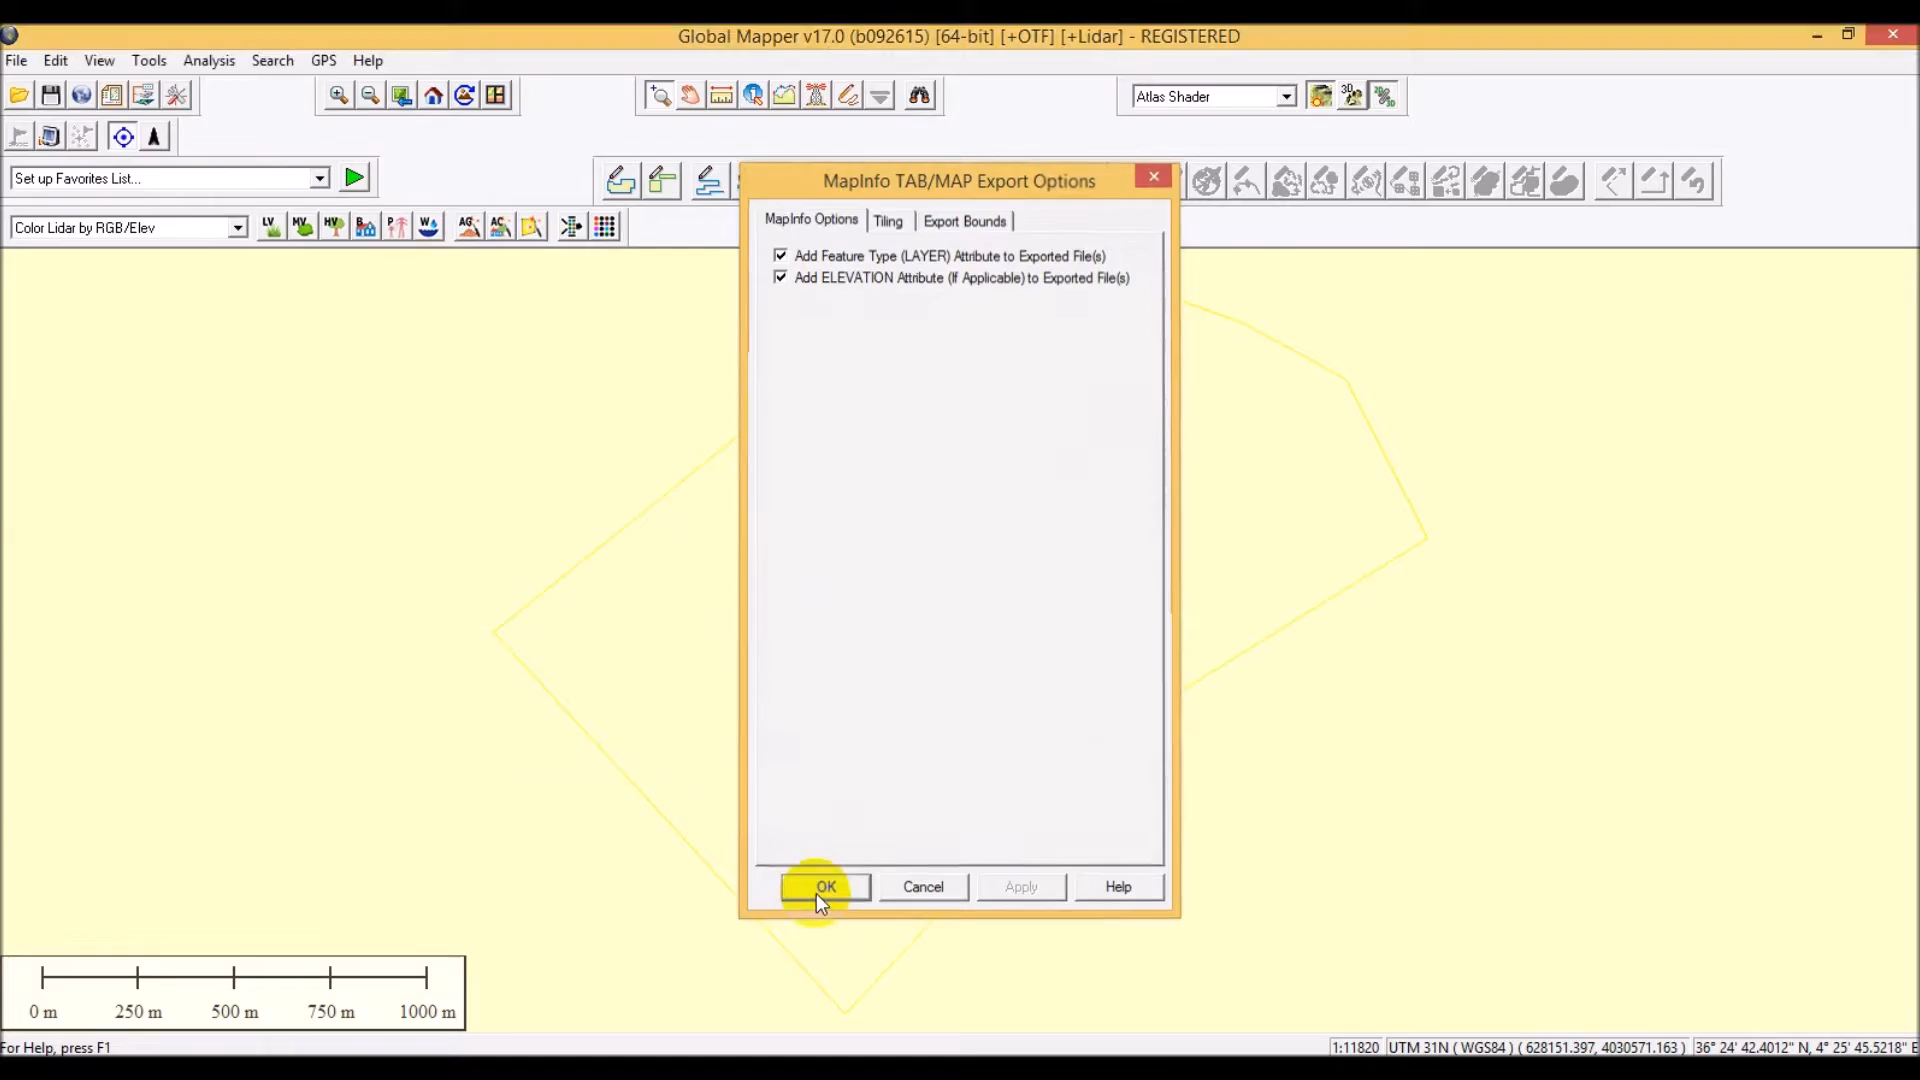 Global Mapper v17.0 (b092615) [64-bit] [+OTF] [+Lidar] - REGISTERED
File Edit View Tools Analysis Search GPS Help
Atlas Shader
Set up Favorites List...
Color Lidar by RGB/Elev
MapInfo TAB/MAP Export Options
MapInfo Options Tiling Export Bounds
Add Feature Type (LAYER) Attribute to Exported File(s)
Add ELEVATION Attribute (If Applicable) to Exported File(s)
OK Cancel Apply Help
0 m 250 m 500 m 750 m 1000 m
For Help, press F1
1:11820 UTM 31N ( WGS84 ) ( 628151.397, 4030571.163 ) 36° 24' 42.4012" N, 4° 25' 45.5218" E